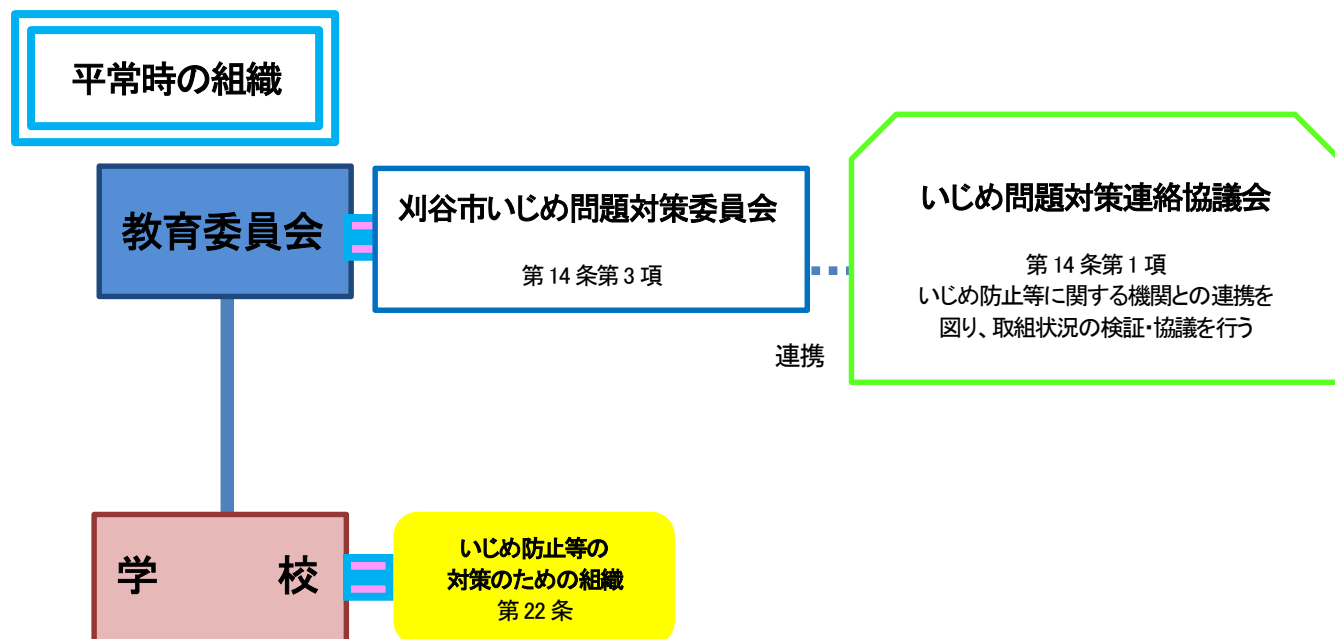 平常時の組織
教育委員会
刈谷市いじめ問題対策委員会
第14条第3項
連携
いじめ問題対策連絡協議会
第14条第1項
いじめ防止等に関する機関との連携を
図り、取組状況の検証・協議を行う
学　校
いじめ防止等の
対策のための組織
第22条